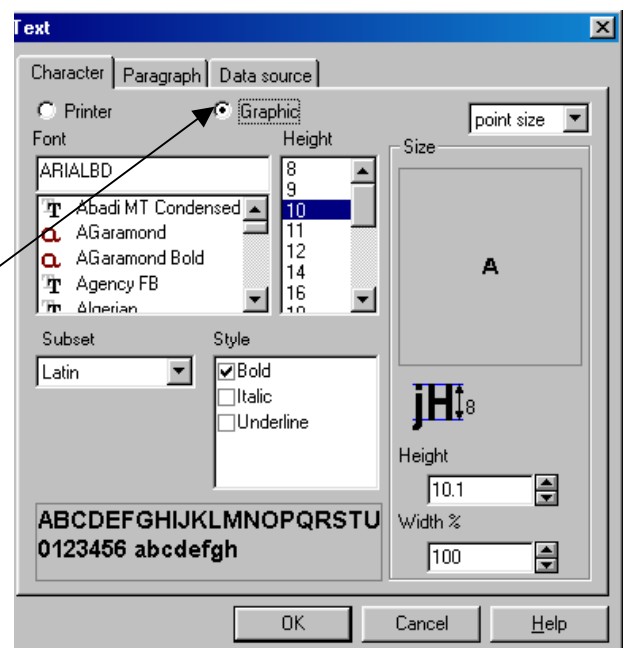 Text
Character Paragraph Data source
Printer Graphic point size
Font Height Size
ARIALBD
Abadi MT Condensed
AGaramond
AGaramond Bold
Agency FB
Algerian
8
9
10
11
12
14
16
18
A
Subset Style
Latin
Bold
Italic
Underline
jH 8
Height
10.1
Width %
100
ABCDEFGHIJKLMNOPQRSTU
0123456 abcdefgh
OK Cancel Help